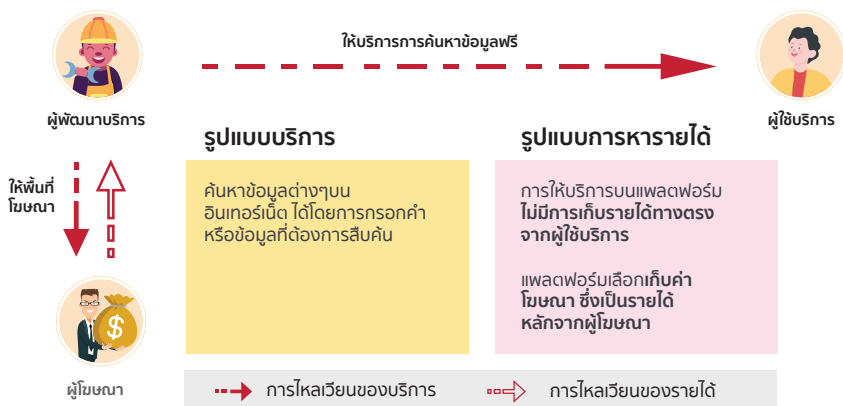 ให้บริการการค้นหาข้อมูลฟรี
ผู้พัฒนาบริการ
ผู้ใช้บริการ
รูปแบบบริการ
รูปแบบการหารายได้
ให้พื้นที่
โฆษณา
ค้นหาข้อมูลต่างๆบน
อินเทอร์เน็ต ได้โดยการกรอกคำ
หรือข้อมูลที่ต้องการสืบค้น
การให้บริการบนแพลตฟอร์ม
ไม่มีการเก็บรายได้ทางตรง
จากผู้ใช้บริการ
แพลตฟอร์มเลือกเก็บค่า
โฆษณา ซึ่งเป็นรายได้
หลักจากผู้โฆษณา
$
ผู้โฆษณา
การไหลเวียนของบริการ
การไหลเวียนของรายได้